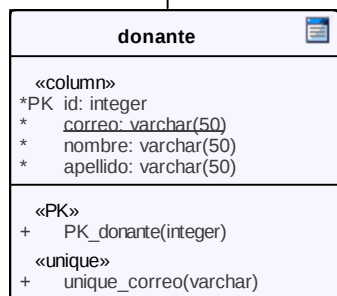 donante
«column»
*PK id: integer
* correo: varchar(50)
* nombre: varchar(50)
* apellido: varchar(50)
«PK»
+ PK_donante(integer)
«unique»
+ unique_correo(varchar)